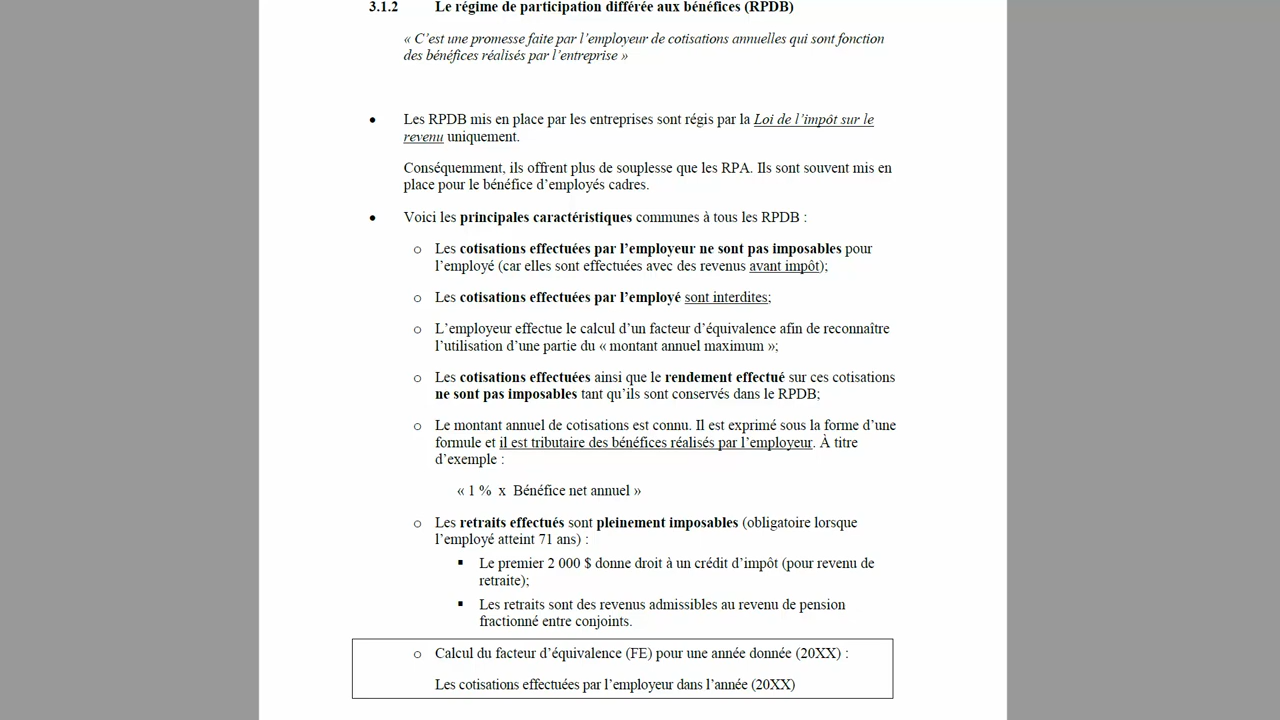 3.1.2 Le régime de participation différée aux bénéfices (RPDB)
« C’est une promesse faite par l’employeur de cotisations annuelles qui sont fonction
des bénéfices réalisés par l’entreprise »
• Les RPDB mis en place par les entreprises sont régis par la Loi de l’impôt sur le
revenu uniquement.
Conséquemment, ils offrent plus de souplesse que les RPA. Ils sont souvent mis en
place pour le bénéfice d’employés cadres.
• Voici les principales caractéristiques communes à tous les RPDB :
o Les cotisations effectuées par l’employeur ne sont pas imposables pour
l’employé (car elles sont effectuées avec des revenus avant impôt);
o Les cotisations effectuées par l’employé sont interdites;
o L’employeur effectue le calcul d’un facteur d’équivalence afin de reconnaître
l’utilisation d’une partie du « montant annuel maximum »;
o Les cotisations effectuées ainsi que le rendement effectué sur ces cotisations
ne sont pas imposables tant qu’ils sont conservés dans le RPDB;
o Le montant annuel de cotisations est connu. Il est exprimé sous la forme d’une
formule et il est tributaire des bénéfices réalisés par l’employeur. À titre
d’exemple :
« 1 % x Bénéfice net annuel »
o Les retraits effectués sont pleinement imposables (obligatoire lorsque
l’employé atteint 71 ans) :
▪ Le premier 2 000 $ donne droit à un crédit d’impôt (pour revenu de
retraite);
▪ Les retraits sont des revenus admissibles au revenu de pension
fractionné entre conjoints.
o Calcul du facteur d’équivalence (FE) pour une année donnée (20XX) :
Les cotisations effectuées par l’employeur dans l’année (20XX)